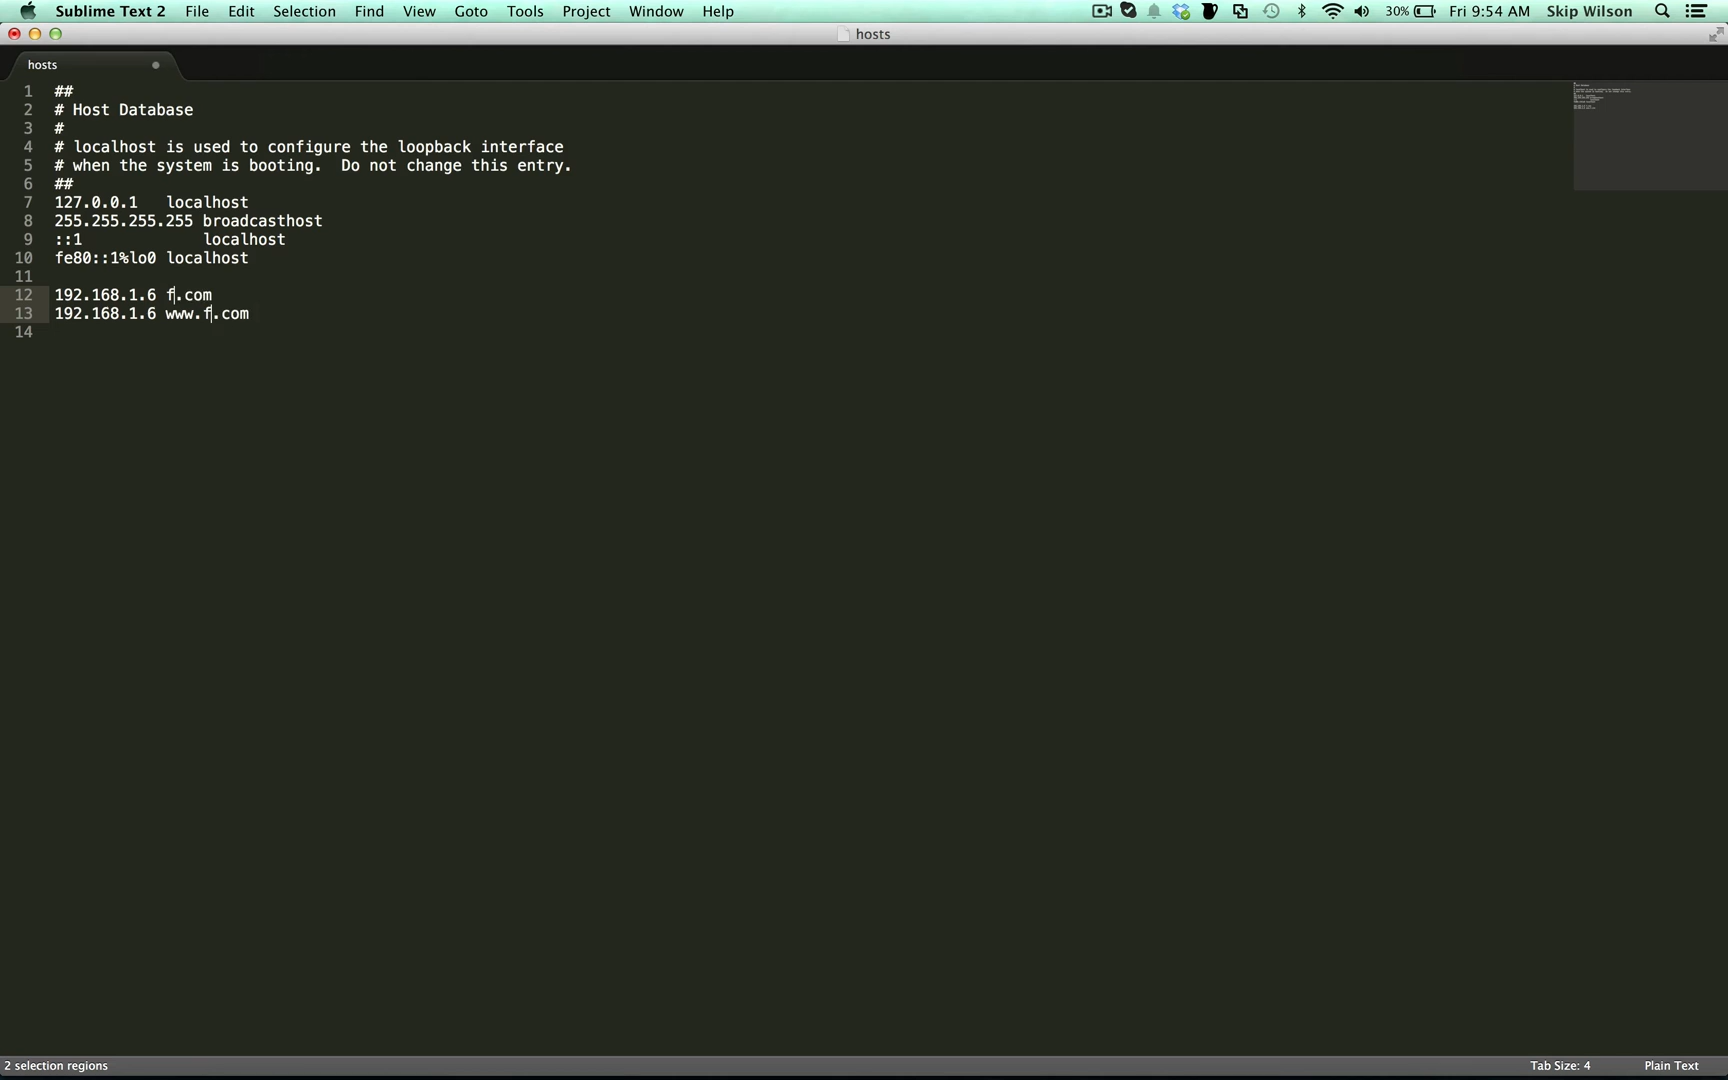 Sublime Text 2 File Edit Selection Find View Goto Tools Project Window Help 30% Fri 9:54 AM Skip Wilson
hosts
hosts
1 ##
2 # Host Database
3 #
4 # localhost is used to configure the loopback interface
5 # when the system is booting.  Do not change this entry.
6 ##
7 127.0.0.1   localhost
8 255.255.255.255 broadcasthost
9 ::1             localhost
10 fe80::1%lo0 localhost
11
12 192.168.1.6 f.com
13 192.168.1.6 www.f.com
14
2 selection regions Tab Size: 4 Plain Text